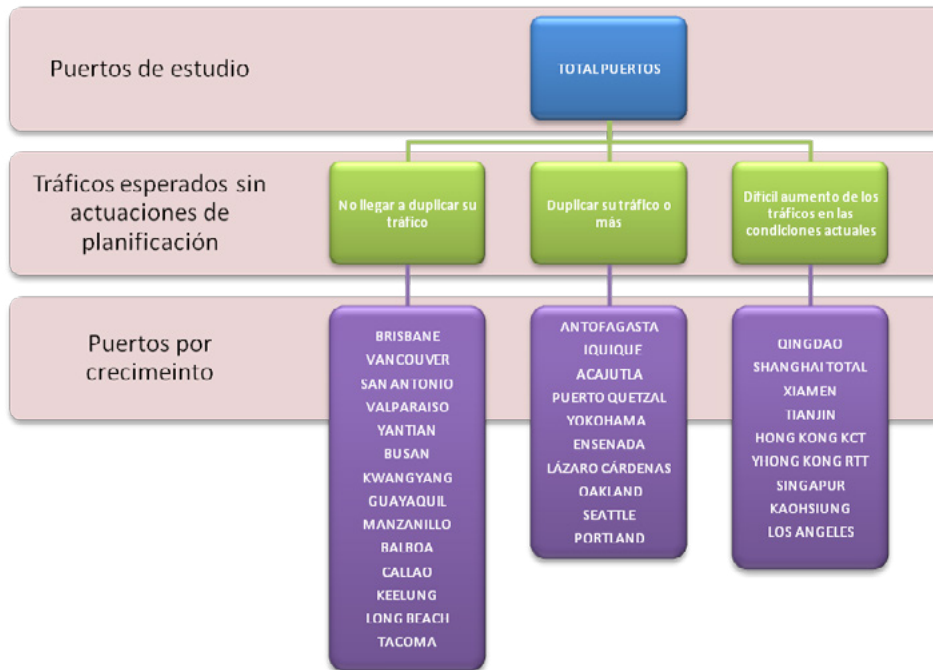 Puertos de estudio
TOTAL PUERTOS
Tráficos esperados sin
actuaciones de
planificación
No llegar a duplicar su
tráfico
Duplicar su tráfico o
más
Difícil aumento de los
tráficos en las
condiciones actuales
Puertos por
crecimeinto
BRISBANE
VANCOUVER
SAN ANTONIO
VALPARAISO
YANTIAN
BUSAN
KWANGYANG
GUAYAQUIL
MANZANILLO
BALBOA
CALLAO
KEELUNG
LONG BEACH
TACOMA
ANTOFAGASTA
IQUIQUE
ACAJUTLA
PUERTO QUETZAL
YOKOHAMA
ENSENADA
LÁZARO CÁRDENAS
OAKLAND
SEATTLE
PORTLAND
QINGDAO
SHANGHAI TOTAL
XIAMEN
TIANJIN
HONG KONG KCT
YHONG KONG RTT
SINGAPUR
KAOHSIUNG
LOS ANGELES